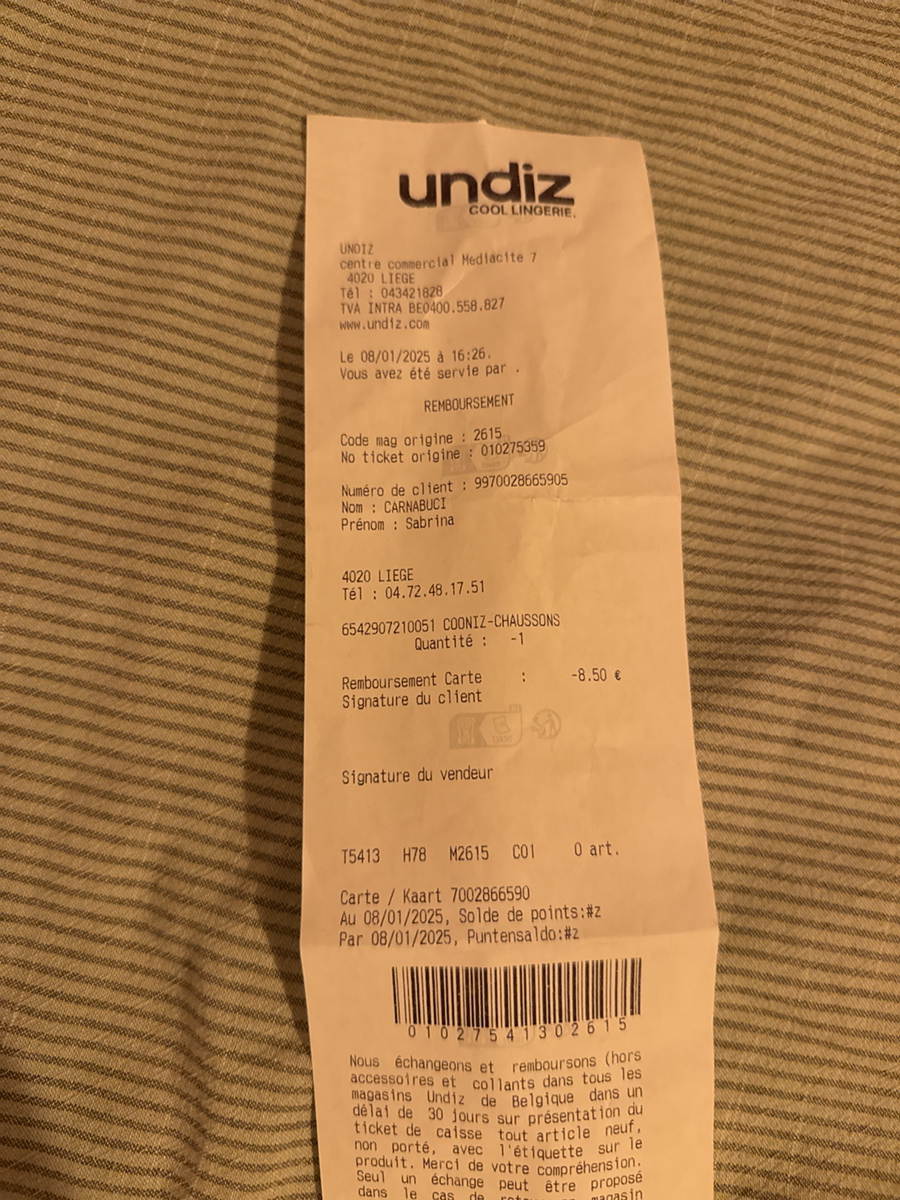 undiz
COOL LINGERIE.
UNDIZ
centre commercial Mediacite 7
4020 LIEGE
Tél : 043421828
TVA INTRA BE0400.558.827
www.undiz.com
Le 08/01/2025 à 16:26.
Vous avez été servie par .
REMBOURSEMENT
Code mag origine : 2615
No ticket origine : 010275359
Numéro de client : 9970028665905
Nom : CARNABUCI
Prénom : Sabrina
4020 LIEGE
Tél : 04.72.48.17.51
6542907210051 COONIZ-CHAUSSONS
Quantité : -1
Remboursement Carte : -8.50 €
Signature du client
Signature du vendeur
T5413 H78 M2615 C01 0 art.
Carte / Kaart 7002866590
Au 08/01/2025, Solde de points:#z
Par 08/01/2025, Puntensaldo:#z
01027541302615
Nous échangeons et remboursons (hors
accessoires et collants dans tous les
magasins Undiz de Belgique dans un
délai de 30 jours sur présentation du
ticket de caisse tout article neuf,
non porté, avec l'étiquette sur le
produit. Merci de votre compréhension.
Seul un échange peut être proposé
dans le cas de magasin